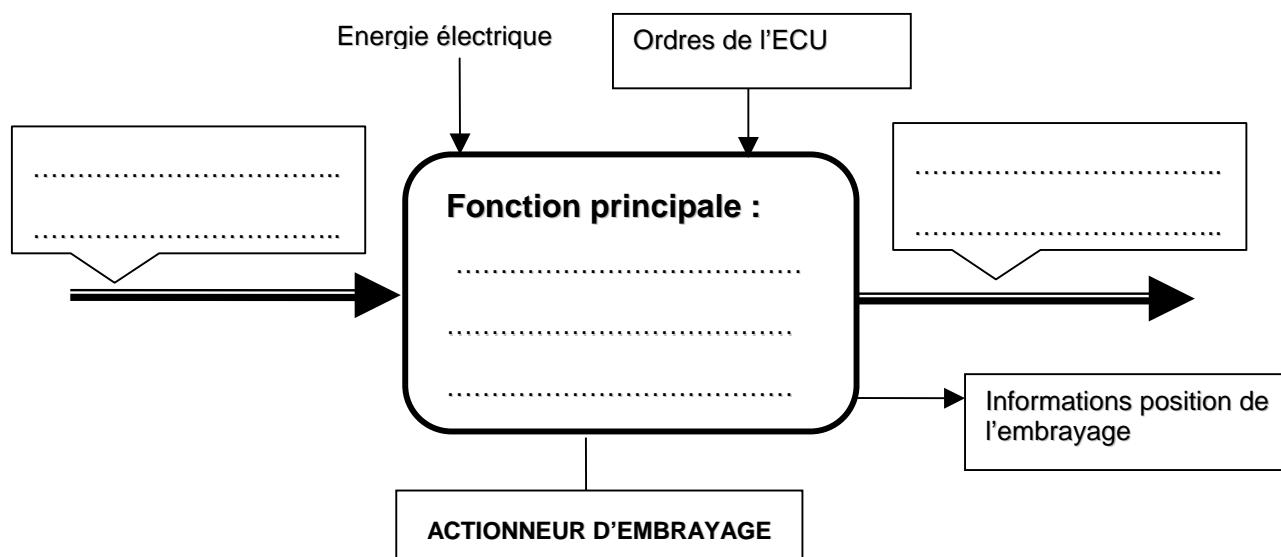 Energie électrique
Ordres de l'ECU
……………………………..
……………………………..
……………………………..
……………………………..
Fonction principale :
…………………………………
…………………………………
…………………………………
Informations position de
l'embrayage
ACTIONNEUR D'EMBRAYAGE